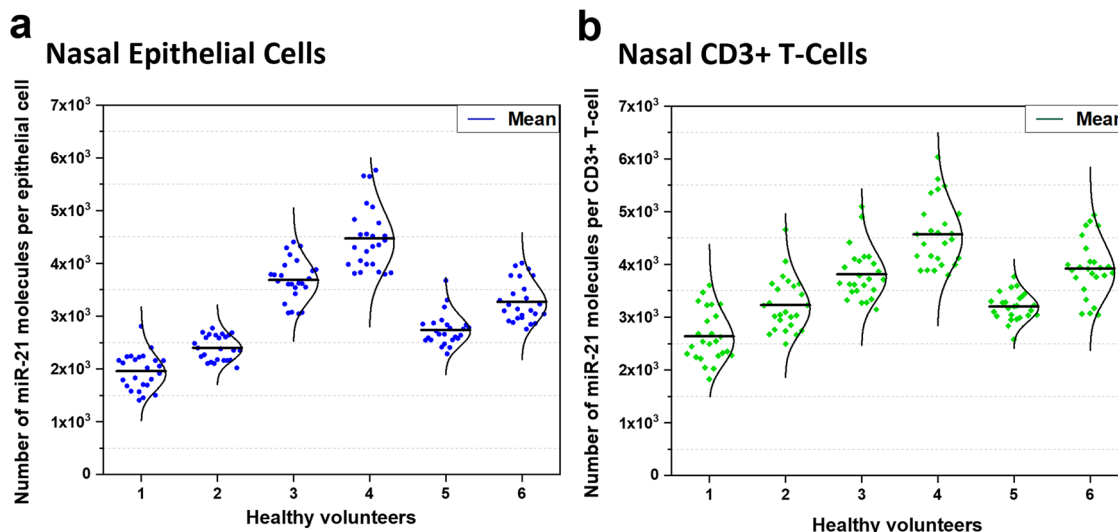 a
Nasal Epithelial Cells
Number of miR-21 molecules per epithelial cell
7x10³
6x10³
5x10³
4x10³
3x10³
2x10³
1x10³
0
Mean
1 2 3 4 5 6
Healthy volunteers
b
Nasal CD3+ T-Cells
Number of miR-21 molecules per CD3+ T-cell
7x10³
6x10³
5x10³
4x10³
3x10³
2x10³
1x10³
0
Mean
1 2 3 4 5 6
Healthy volunteers